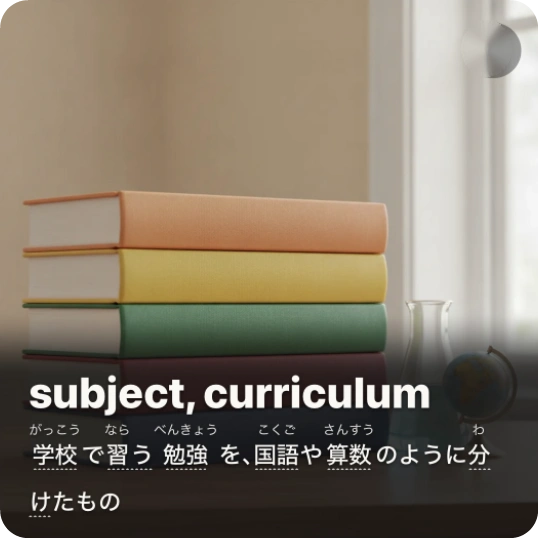 subject, curriculum
がっこう なら べんきょう こくご さんすう わ
学校で習う勉強を、国語や算数のように分
けたもの